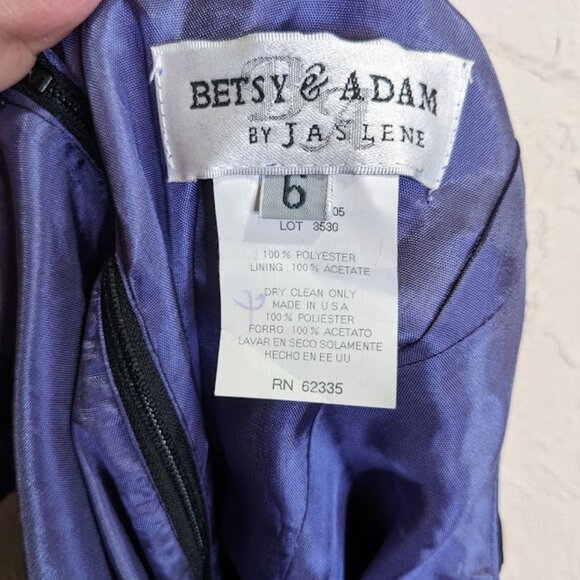 BETSY & ADAM
BY JASLENE
6
05
LOT 3530
100% POLYESTER
LINING: 100% ACETATE
DRY CLEAN ONLY
MADE IN U.S.A
100% POLIESTER
FORRO 100% ACETATO
LAVAR EN SECO SOLAMENTE
HECHO EN EE UU
RN 62335